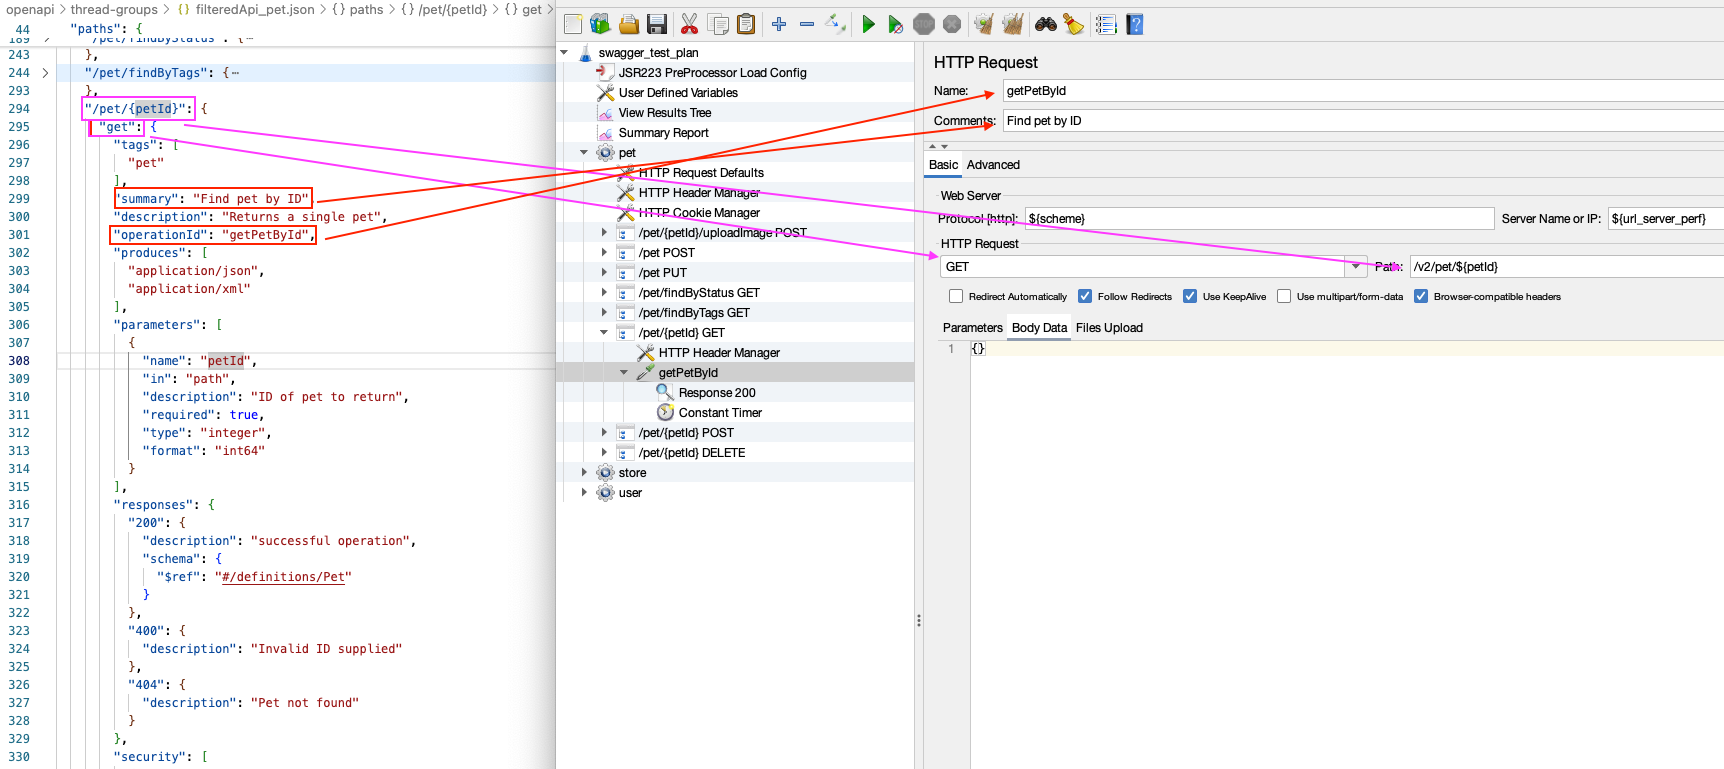 openapi > thread-groups > {} filteredApi_pet.json > {} paths > {} /pet/{petId} > {} get >
44 "paths": {
189 "/pet/findByStatus": {⋯
243 },
244 "/pet/findByTags": {⋯
293 },
294 "/pet/{petId}": {
295 "get": {
296 "tags": [
297 "pet"
298 ],
299 "summary": "Find pet by ID"
300 "description": "Returns a single pet",
301 "operationId": "getPetById",
302 "produces": [
303 "application/json",
304 "application/xml"
305 ],
306 "parameters": [
307 {
308 "name": "petId",
309 "in": "path",
310 "description": "ID of pet to return",
311 "required": true,
312 "type": "integer",
313 "format": "int64"
314 }
315 ],
316 "responses": {
317 "200": {
318 "description": "successful operation",
319 "schema": {
320 "$ref": "#/definitions/Pet"
321 }
322 },
323 "400": {
324 "description": "Invalid ID supplied"
325 },
326 "404": {
327 "description": "Pet not found"
328 }
329 },
330 "security": [
swagger_test_plan
JSR223 PreProcessor Load Config
User Defined Variables
View Results Tree
Summary Report
pet
HTTP Request Defaults
HTTP Header Manager
HTTP Cookie Manager
/pet/{petId}/uploadImage POST
/pet POST
/pet PUT
/pet/findByStatus GET
/pet/findByTags GET
/pet/{petId} GET
HTTP Header Manager
getPetById
Response 200
Constant Timer
/pet/{petId} POST
/pet/{petId} DELETE
store
user
STOP
HTTP Request
Name: getPetById
Comments: Find pet by ID
Basic Advanced
Web Server
Protocol [http]: ${scheme} Server Name or IP: ${url_server_perf}
HTTP Request
GET Path: /v2/pet/${petId}
Redirect Automatically Follow Redirects Use KeepAlive Use multipart/form-data Browser-compatible headers
Parameters Body Data Files Upload
1 {}